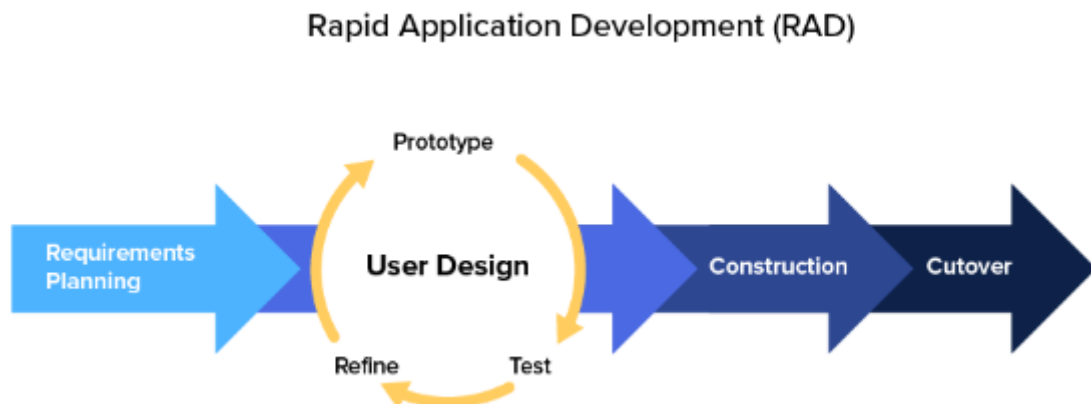 Rapid Application Development (RAD)
Prototype
Requirements
Planning
User Design
Construction
Cutover
Refine
Test